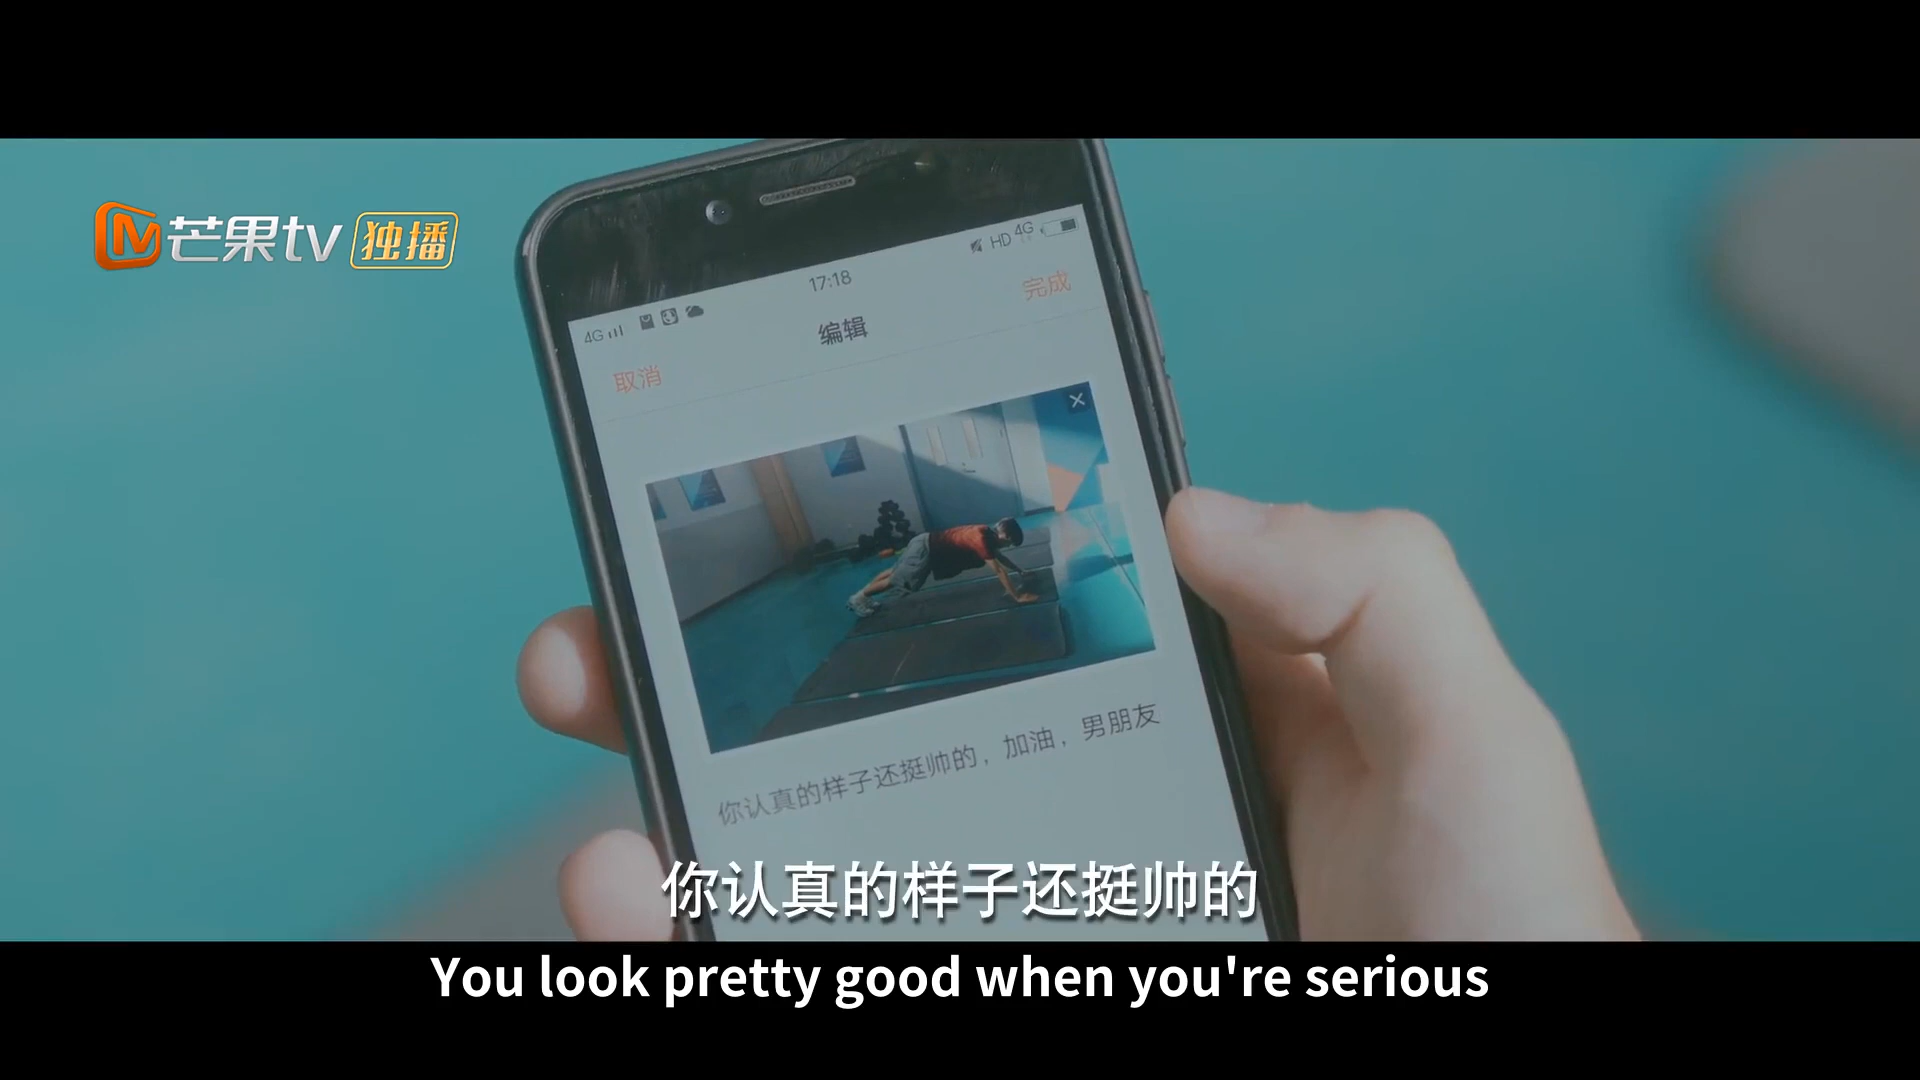 芒果tv 独播
4G HD 4G
17:18
取消 编辑 完成
你认真的样子还挺帅的，加油，男朋友
你认真的样子还挺帅的
You look pretty good when you're serious